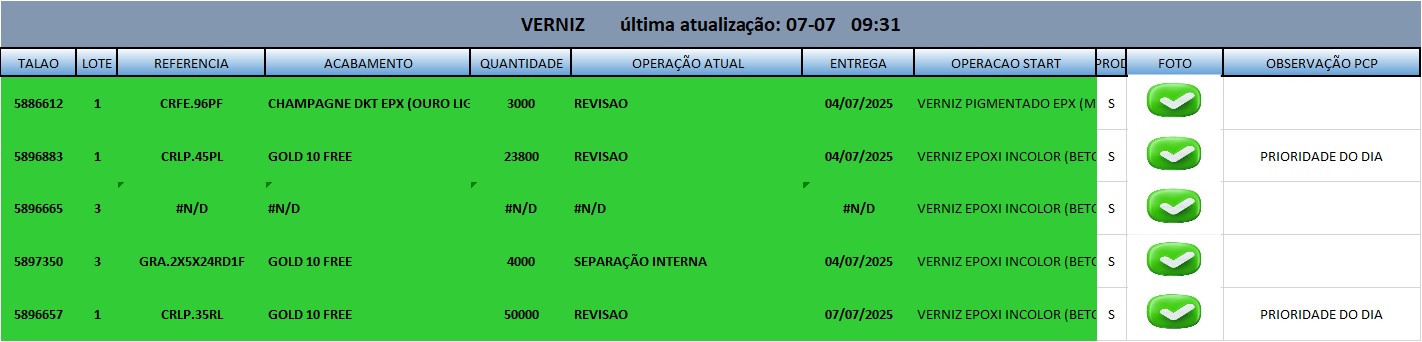 VERNIZ última atualização: 07-07 09:31
TALAO LOTE REFERENCIA ACABAMENTO QUANTIDADE OPERAÇÃO ATUAL ENTREGA OPERACAO START PROD FOTO OBSERVAÇÃO PCP
5886612 1 CRFE.96PF CHAMPAGNE DKT EPX (OURO LIG 3000 REVISAO 04/07/2025 VERNIZ PIGMENTADO EPX (M S
5896883 1 CRLP.45PL GOLD 10 FREE 23800 REVISAO 04/07/2025 VERNIZ EPOXI INCOLOR (BETO S PRIORIDADE DO DIA
5896665 3 #N/D #N/D #N/D #N/D #N/D VERNIZ EPOXI INCOLOR (BETO S
5897350 3 GRA.2X5X24RD1F GOLD 10 FREE 4000 SEPARAÇÃO INTERNA 04/07/2025 VERNIZ EPOXI INCOLOR (BETO S
5896657 1 CRLP.35RL GOLD 10 FREE 50000 REVISAO 07/07/2025 VERNIZ EPOXI INCOLOR (BETO S PRIORIDADE DO DIA